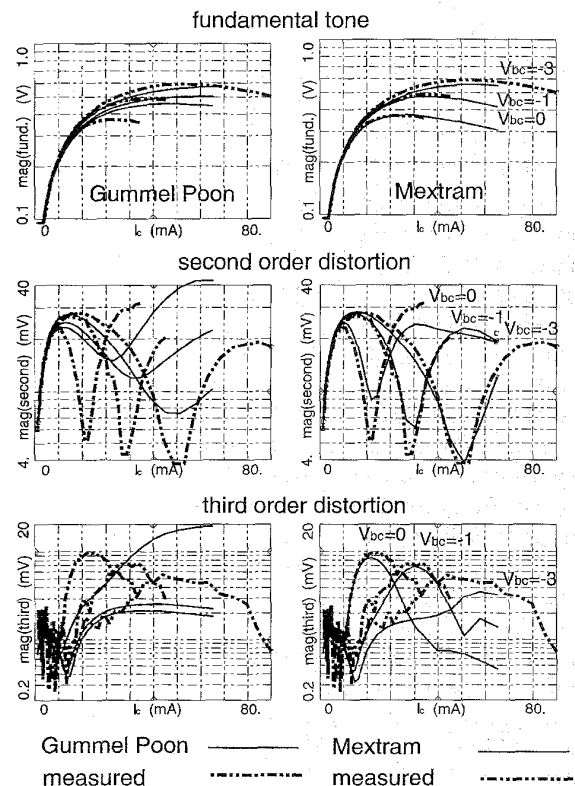 fundamental tone
mag(fund.) (V)
1.0
0.1
Gummel Poon
0 Ic (mA) 80.
Vbc=-3
Vbc=-1
Vbc=0
Mextram
0 Ic (mA) 80.
second order distortion
mag(second) (mV)
40
4.
0 Ic (mA) 80.
Vbc=0
Vbc=-1
c Vbc=-3
0 Ic (mA) 80.
third order distortion
mag(third) (mV)
20
0.2
0 Ic (mA) 80.
Vbc=0
Vbc=-1
Vbc=-3
0 Ic (mA) 80.
mag(fund.) (V)
1.0
0.1
mag(second) (mV)
40
4.
mag(third) (mV)
20
0.2
Gummel Poon
Mextram
measured
measured